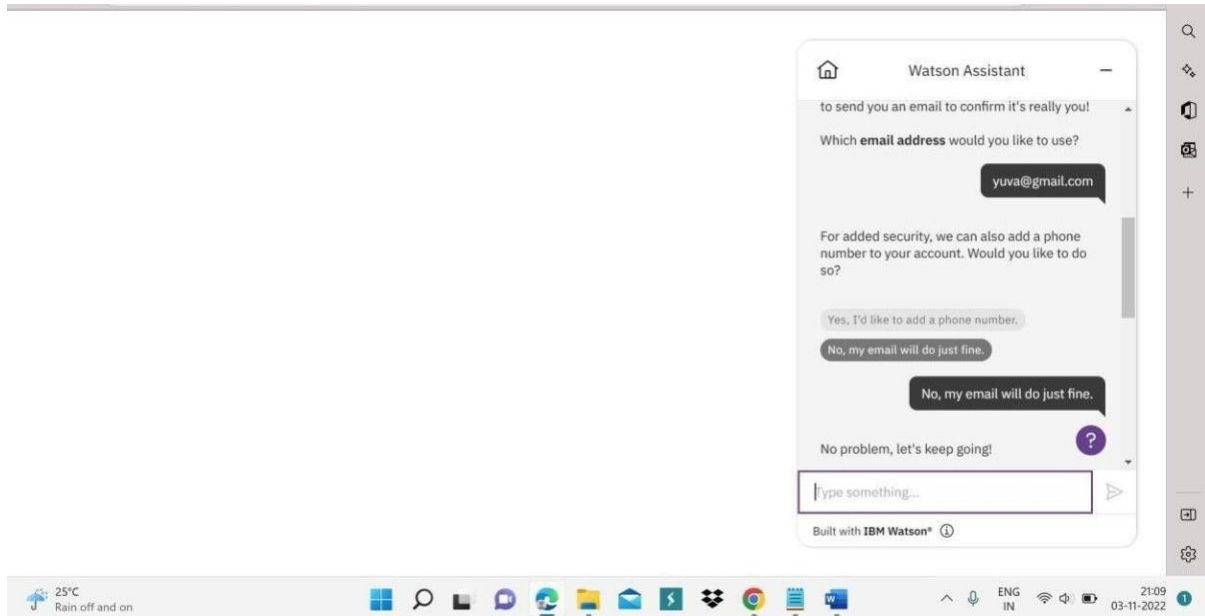 Watson Assistant
to send you an email to confirm it's really you!
Which email address would you like to use?
yuva@gmail.com
For added security, we can also add a phone
number to your account. Would you like to do
so?
Yes, I'd like to add a phone number.
No, my email will do just fine.
No, my email will do just fine.
?
No problem, let's keep going!
Type something...
Built with IBM Watson®
25°C
Rain off and on
ENG
IN
21:09
03-11-2022
1